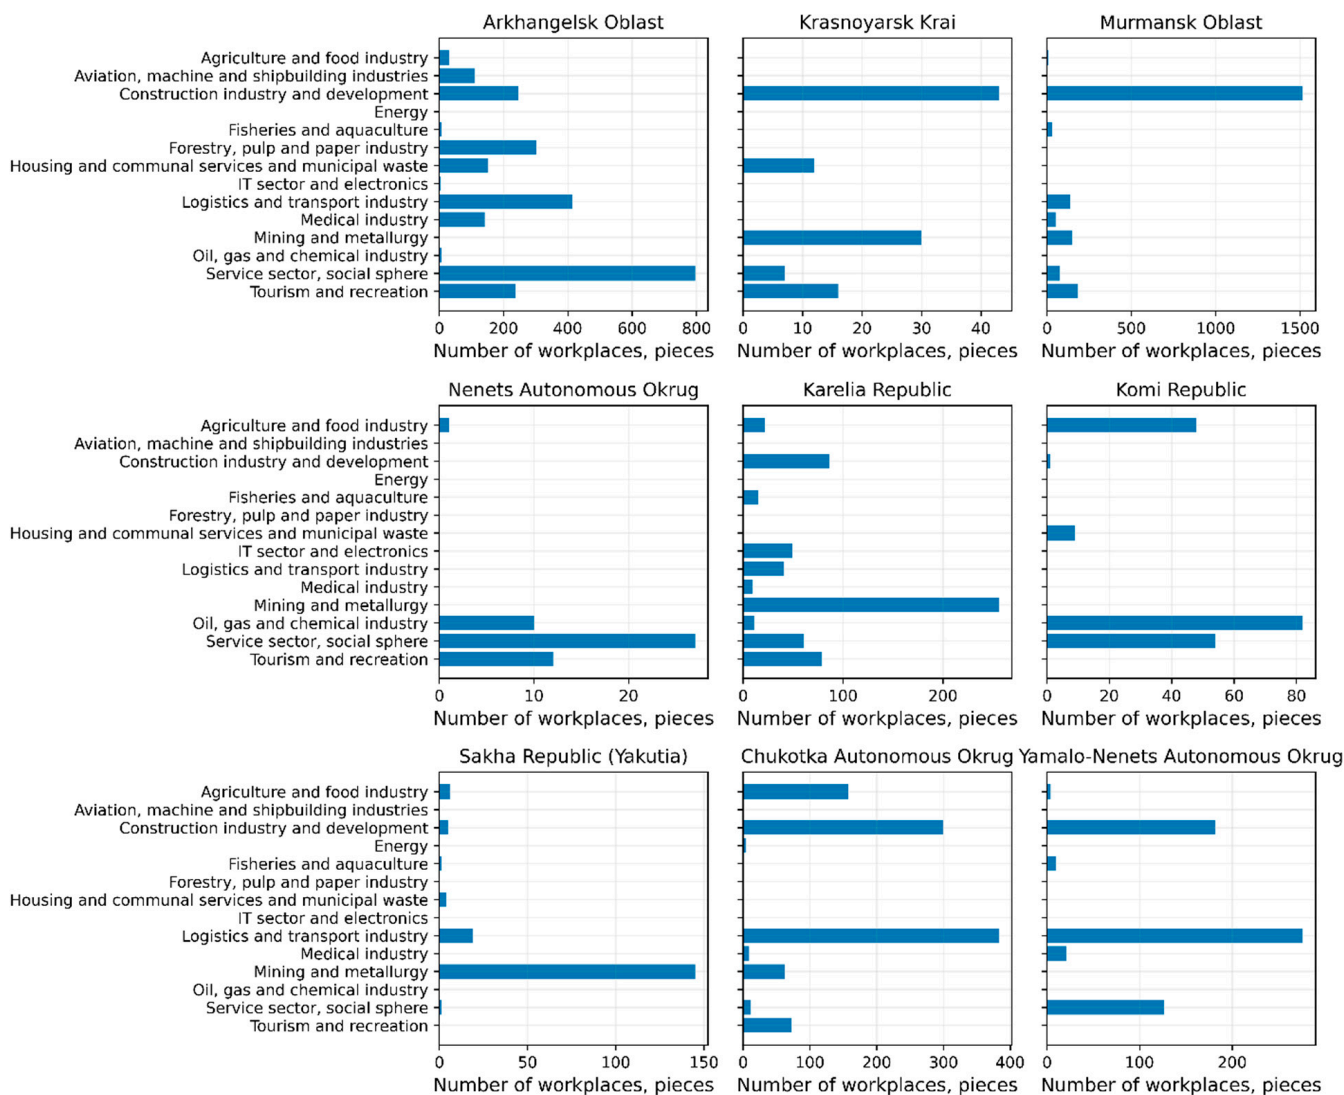 Arkhangelsk Oblast
Krasnoyarsk Krai
Murmansk Oblast
Agriculture and food industry
Aviation, machine and shipbuilding industries
Construction industry and development
Energy
Fisheries and aquaculture
Forestry, pulp and paper industry
Housing and communal services and municipal waste
IT sector and electronics
Logistics and transport industry
Medical industry
Mining and metallurgy
Oil, gas and chemical industry
Service sector, social sphere
Tourism and recreation
0 200 400 600 800
0 10 20 30 40
0 500 1000 1500
Number of workplaces, pieces
Number of workplaces, pieces
Number of workplaces, pieces
Nenets Autonomous Okrug
Karelia Republic
Komi Republic
Agriculture and food industry
Aviation, machine and shipbuilding industries
Construction industry and development
Energy
Fisheries and aquaculture
Forestry, pulp and paper industry
Housing and communal services and municipal waste
IT sector and electronics
Logistics and transport industry
Medical industry
Mining and metallurgy
Oil, gas and chemical industry
Service sector, social sphere
Tourism and recreation
0 10 20
0 100 200
0 20 40 60 80
Number of workplaces, pieces
Number of workplaces, pieces
Number of workplaces, pieces
Sakha Republic (Yakutia)
Chukotka Autonomous Okrug
Yamalo-Nenets Autonomous Okrug
Agriculture and food industry
Aviation, machine and shipbuilding industries
Construction industry and development
Energy
Fisheries and aquaculture
Forestry, pulp and paper industry
Housing and communal services and municipal waste
IT sector and electronics
Logistics and transport industry
Medical industry
Mining and metallurgy
Oil, gas and chemical industry
Service sector, social sphere
Tourism and recreation
0 50 100 150
0 100 200 300 400
0 100 200
Number of workplaces, pieces
Number of workplaces, pieces
Number of workplaces, pieces